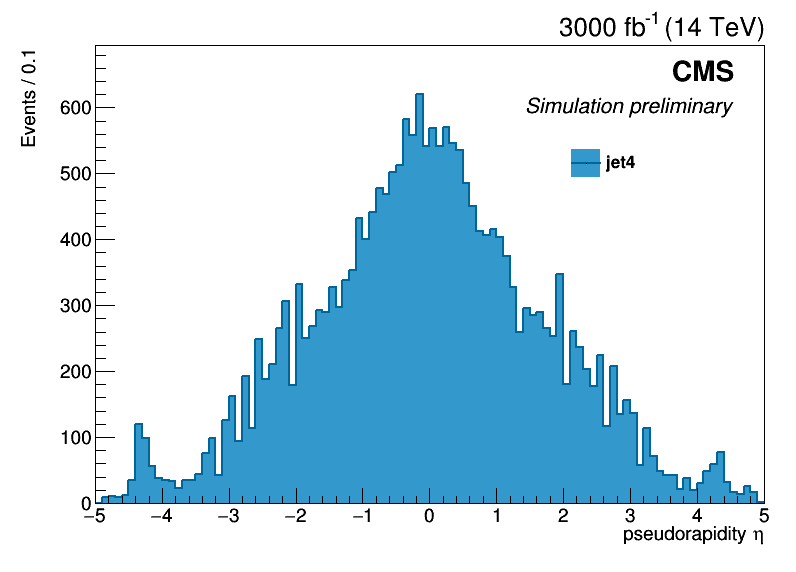 3000 fb⁻¹ (14 TeV)
CMS
Simulation preliminary
jet4
Events / 0.1
600
500
400
300
200
100
0
−5 −4 −3 −2 −1 0 1 2 3 4 5
pseudorapidity η